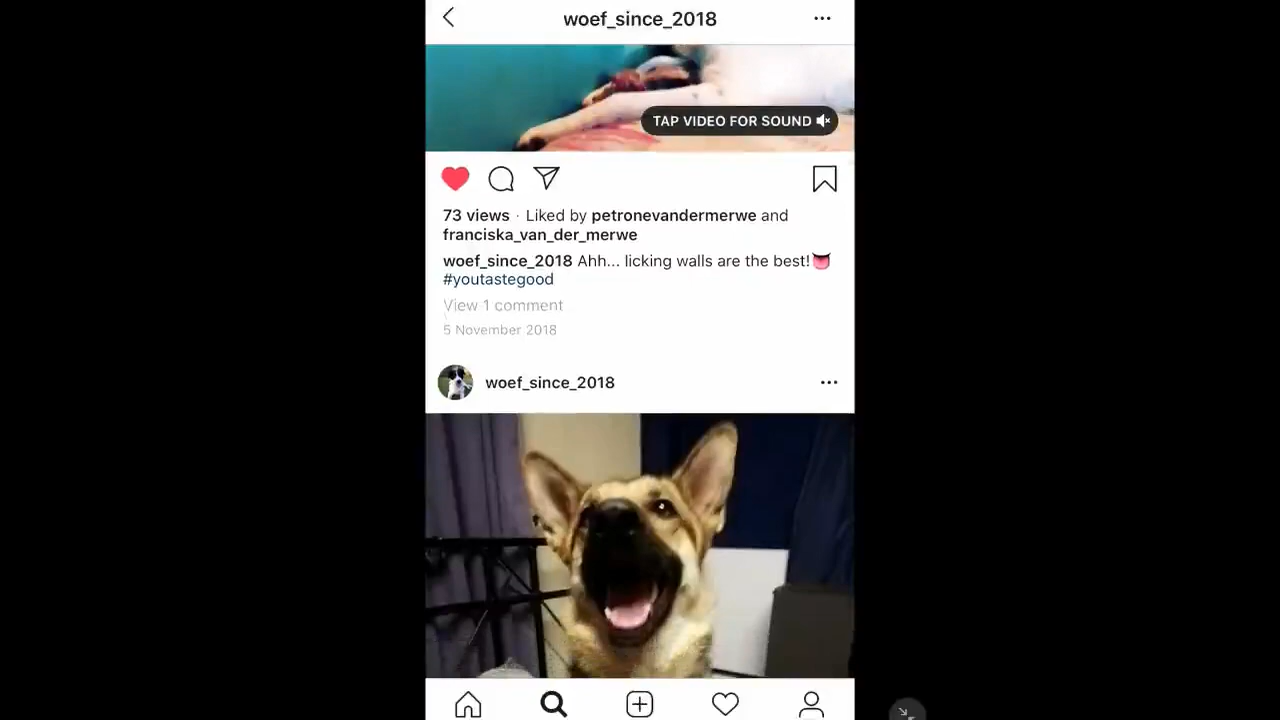 woef_since_2018
TAP VIDEO FOR SOUND
73 views · Liked by petronevandermerwe and
franciska_van_der_merwe
woef_since_2018 Ahh... licking walls are the best!👅
#youtastegood
View 1 comment
5 November 2018
woef_since_2018